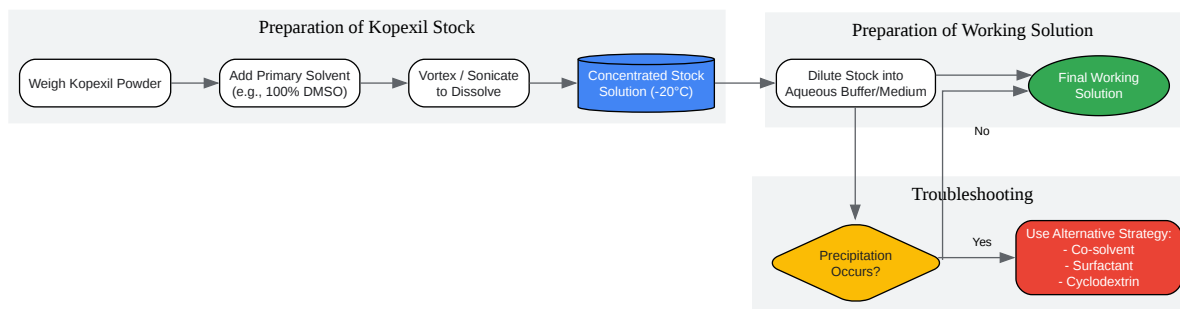 Preparation of Kopexil Stock
Weigh Kopexil Powder
Add Primary Solvent
(e.g., 100% DMSO)
Vortex / Sonicate
to Dissolve
Concentrated Stock
Solution (-20°C)
Preparation of Working Solution
Dilute Stock into
Aqueous Buffer/Medium
Final Working
Solution
No
Troubleshooting
Precipitation
Occurs?
Yes
Use Alternative Strategy:
- Co-solvent
- Surfactant
- Cyclodextrin